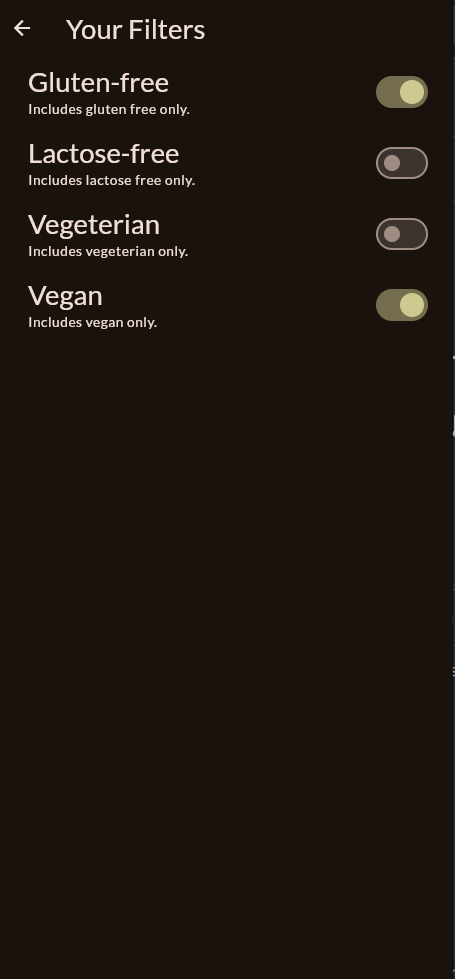 Your Filters
Gluten-free
Includes gluten free only.
Lactose-free
Includes lactose free only.
Vegeterian
Includes vegeterian only.
Vegan
Includes vegan only.